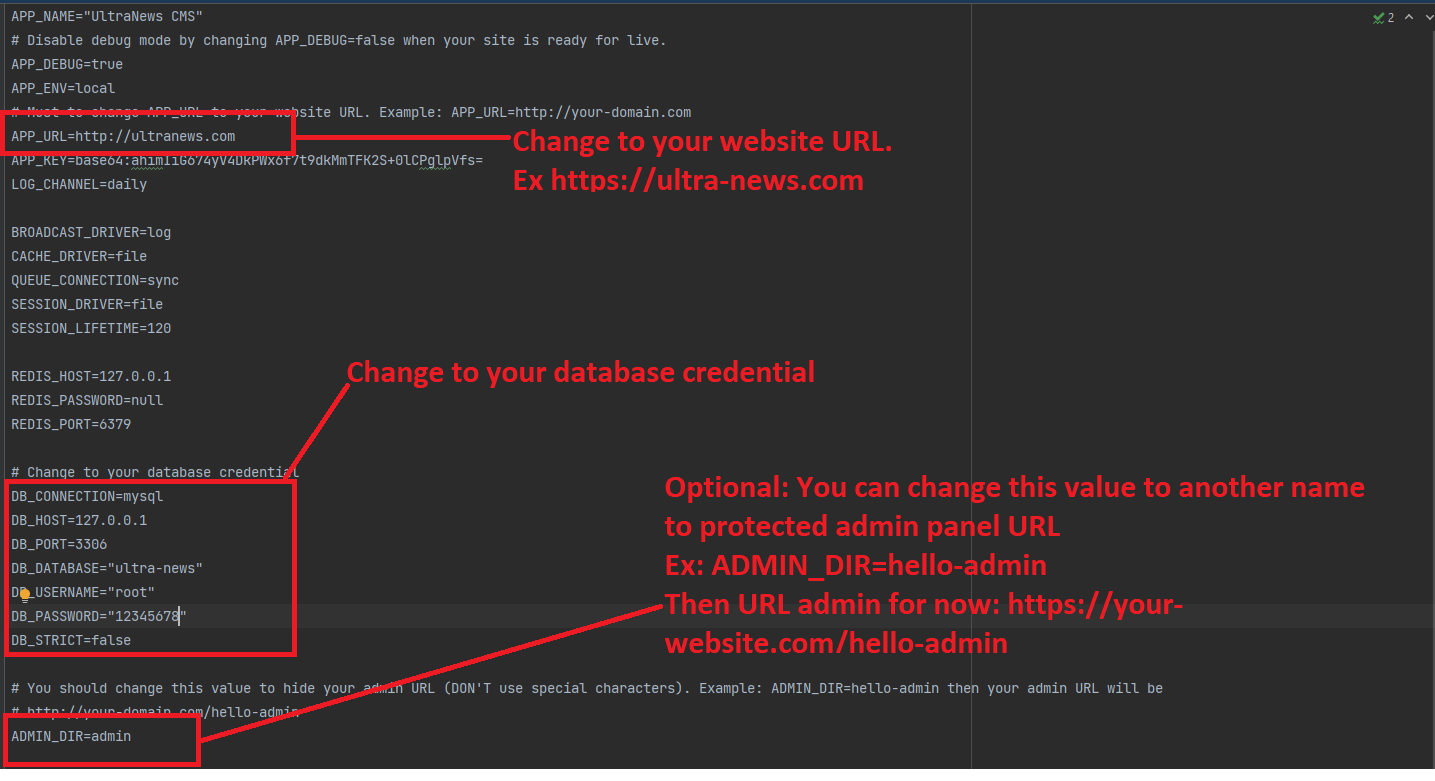 APP_NAME="UltraNews CMS"
2
# Disable debug mode by changing APP_DEBUG=false when your site is ready for live.
APP_DEBUG=true
APP_ENV=local
# Must to change APP_URL to your website URL. Example: APP_URL=http://your-domain.com
APP_URL=http://ultranews.com
Change to your website URL.
Ex https://ultra-news.com
LOG_CHANNEL=daily
BROADCAST_DRIVER=log
CACHE_DRIVER=file
QUEUE_CONNECTION=sync
SESSION_DRIVER=file
SESSION_LIFETIME=120
REDIS_HOST=127.0.0.1
REDIS_PASSWORD=null
REDIS_PORT=6379
Change to your database credential
# Change to your database credential
DB_CONNECTION=mysql
DB_HOST=127.0.0.1
DB_PORT=3306
DB_DATABASE="ultra-news"
DB_USERNAME="root"
DB_PASSWORD="12345678"
DB_STRICT=false
Optional: You can change this value to another name
to protected admin panel URL
Ex: ADMIN_DIR=hello-admin
Then URL admin for now: https://your-
website.com/hello-admin
# You should change this value to hide your admin URL (DON'T use special characters). Example: ADMIN_DIR=hello-admin then your admin URL will be
# http://your-domain.com/hello-admin
ADMIN_DIR=admin